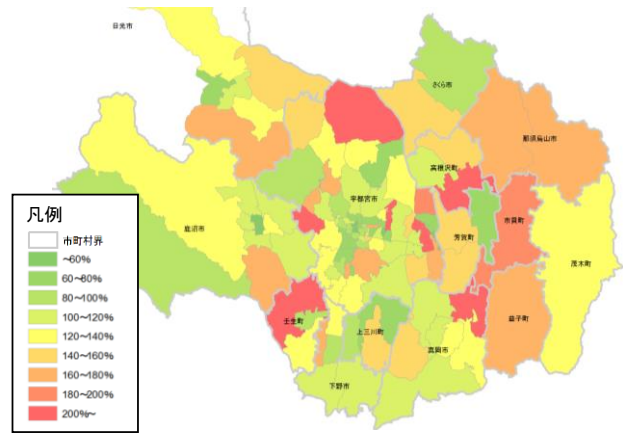 日光市
さくら市
那須烏山市
高根沢町
宇都宮市
鹿沼市
市貝町
芳賀町
茂木町
壬生町
上三川町
益子町
真岡市
下野市
凡例
市町村界
~60%
60~80%
80~100%
100~120%
120~140%
140~160%
160~180%
180~200%
200%~